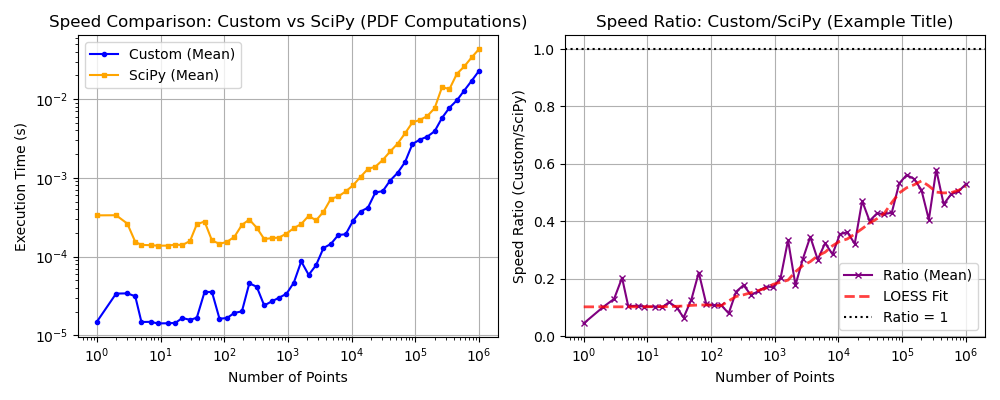 Speed Comparison: Custom vs SciPy (PDF Computations)
Custom (Mean)
SciPy (Mean)
Execution Time (s)
10⁻²
10⁻³
10⁻⁴
10⁻⁵
10⁰ 10¹ 10² 10³ 10⁴ 10⁵ 10⁶
Number of Points
Speed Ratio: Custom/SciPy (Example Title)
Speed Ratio (Custom/SciPy)
1.0
0.8
0.6
0.4
0.2
0.0
Ratio (Mean)
LOESS Fit
Ratio = 1
10⁰ 10¹ 10² 10³ 10⁴ 10⁵ 10⁶
Number of Points